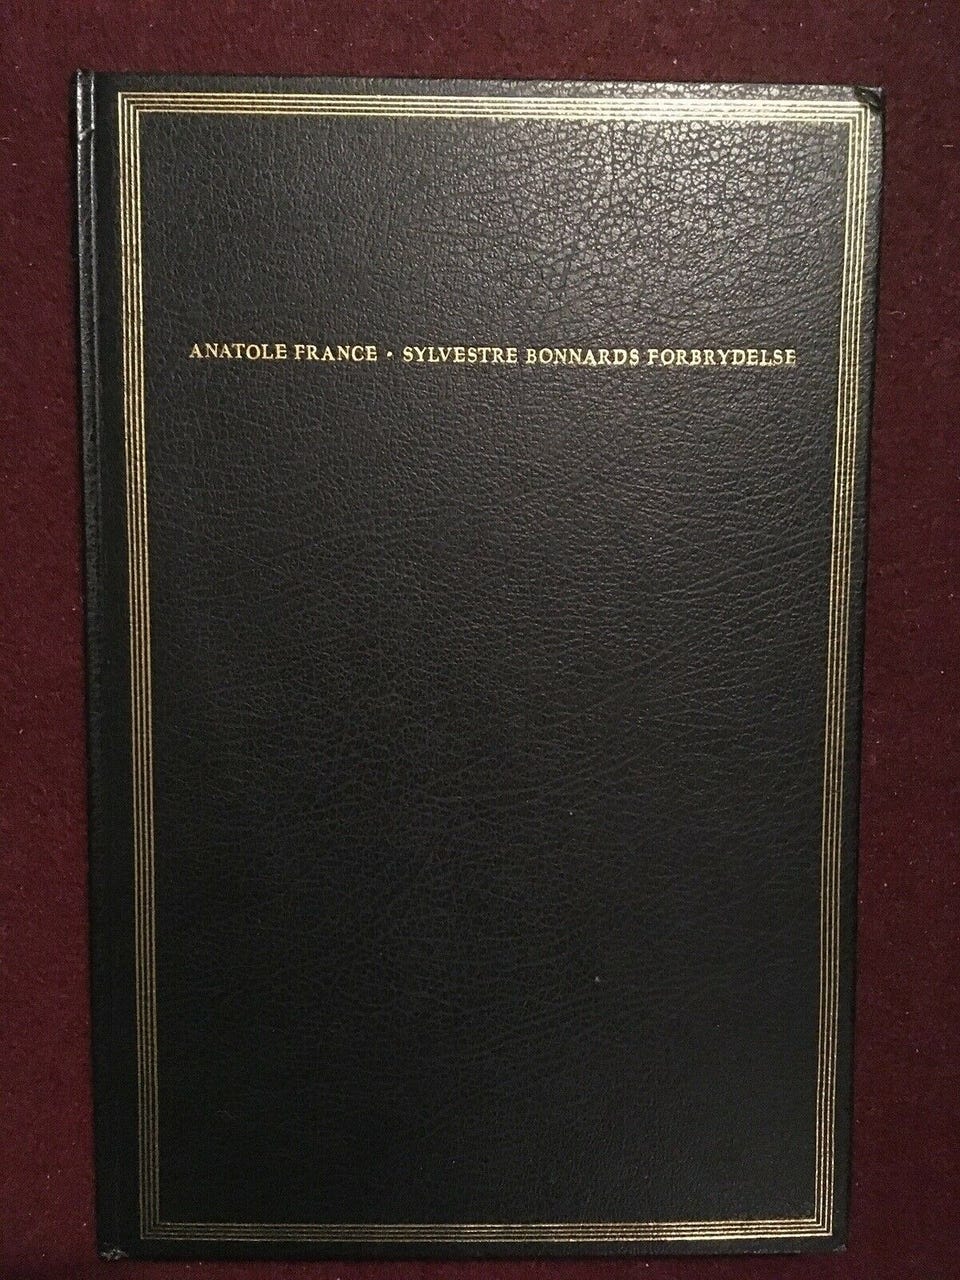 ANATOLE FRANCE • SYLVESTRE BONNARDS FORBRYDELSE